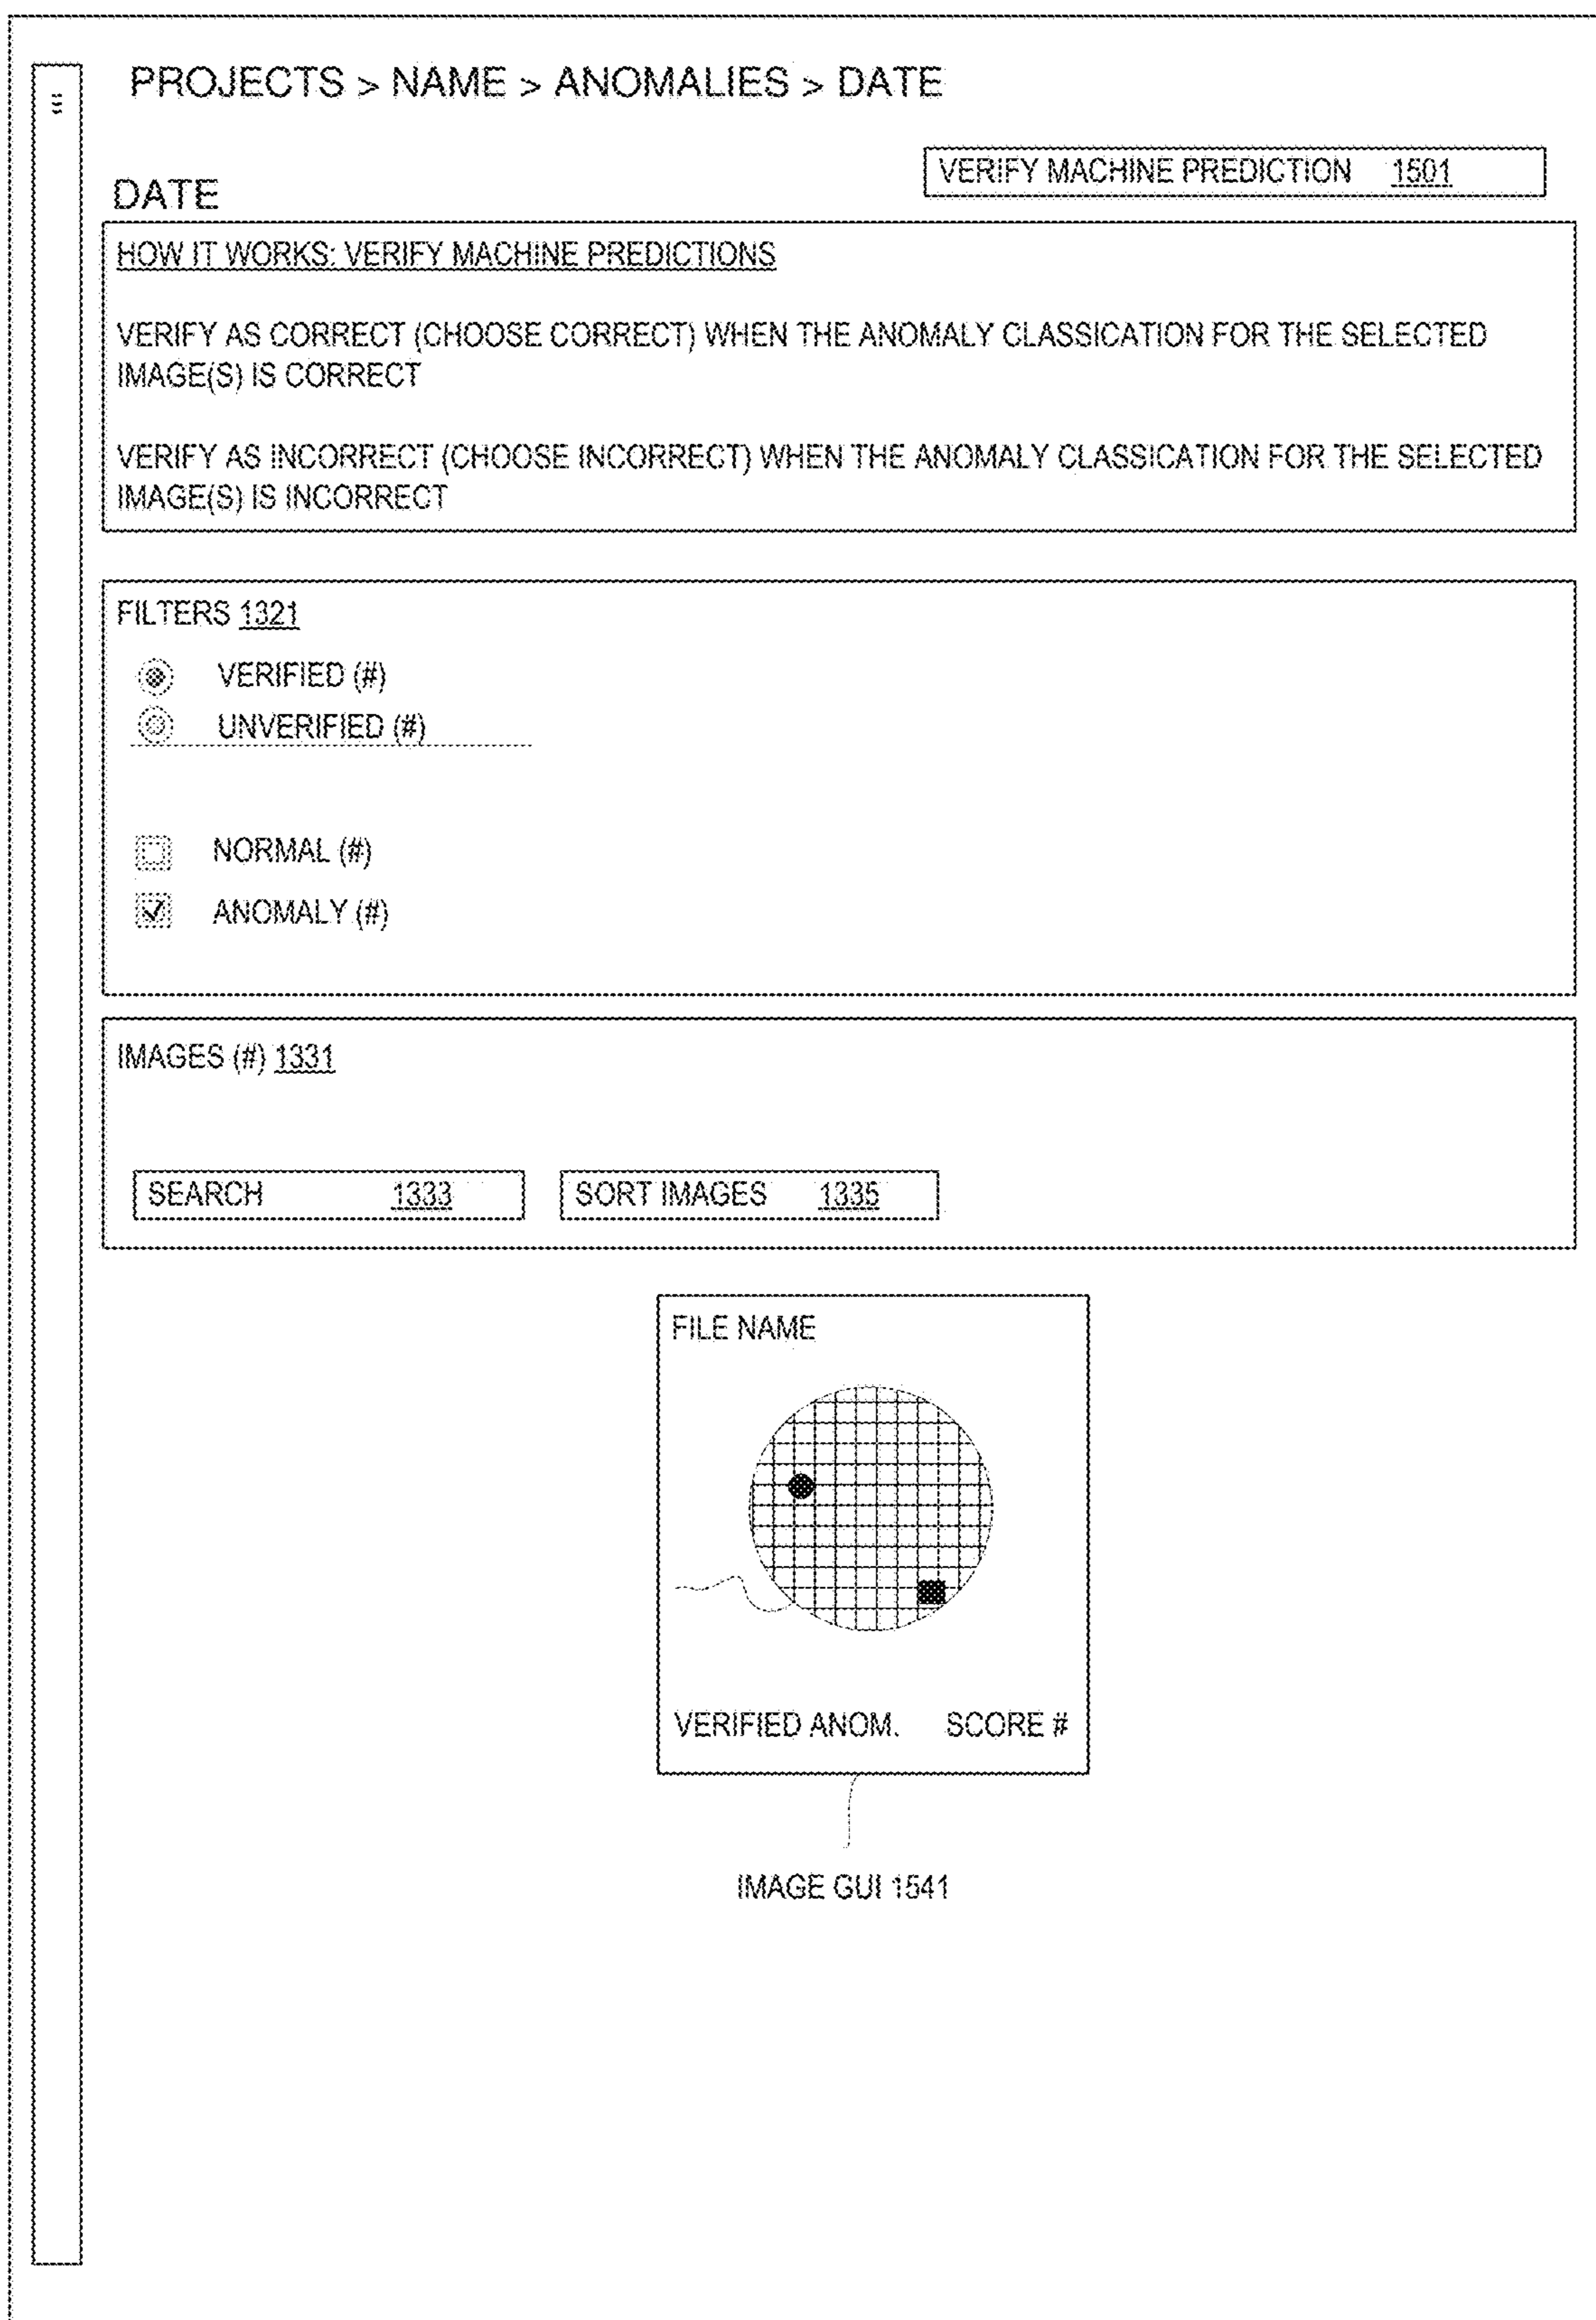 PROJECTS > NAME > ANOMALIES > DATE
VERIFY MACHINE PREDICTION 1501
DATE
HOW IT WORKS: VERIFY MACHINE PREDICTIONS
VERIFY AS CORRECT (CHOOSE CORRECT) WHEN THE ANOMALY CLASSICATION FOR THE SELECTED
IMAGE(S) IS CORRECT
VERIFY AS INCORRECT (CHOOSE INCORRECT) WHEN THE ANOMALY CLASSICATION FOR THE SELECTED
IMAGE(S) IS INCORRECT
FILTERS 1321
VERIFIED (#)
UNVERIFIED (#)
NORMAL (#)
ANOMALY (#)
IMAGES (#) 1331
SEARCH 1333 SORT IMAGES 1335
FILE NAME
VERIFIED ANOM. SCORE #
IMAGE GUI 1541